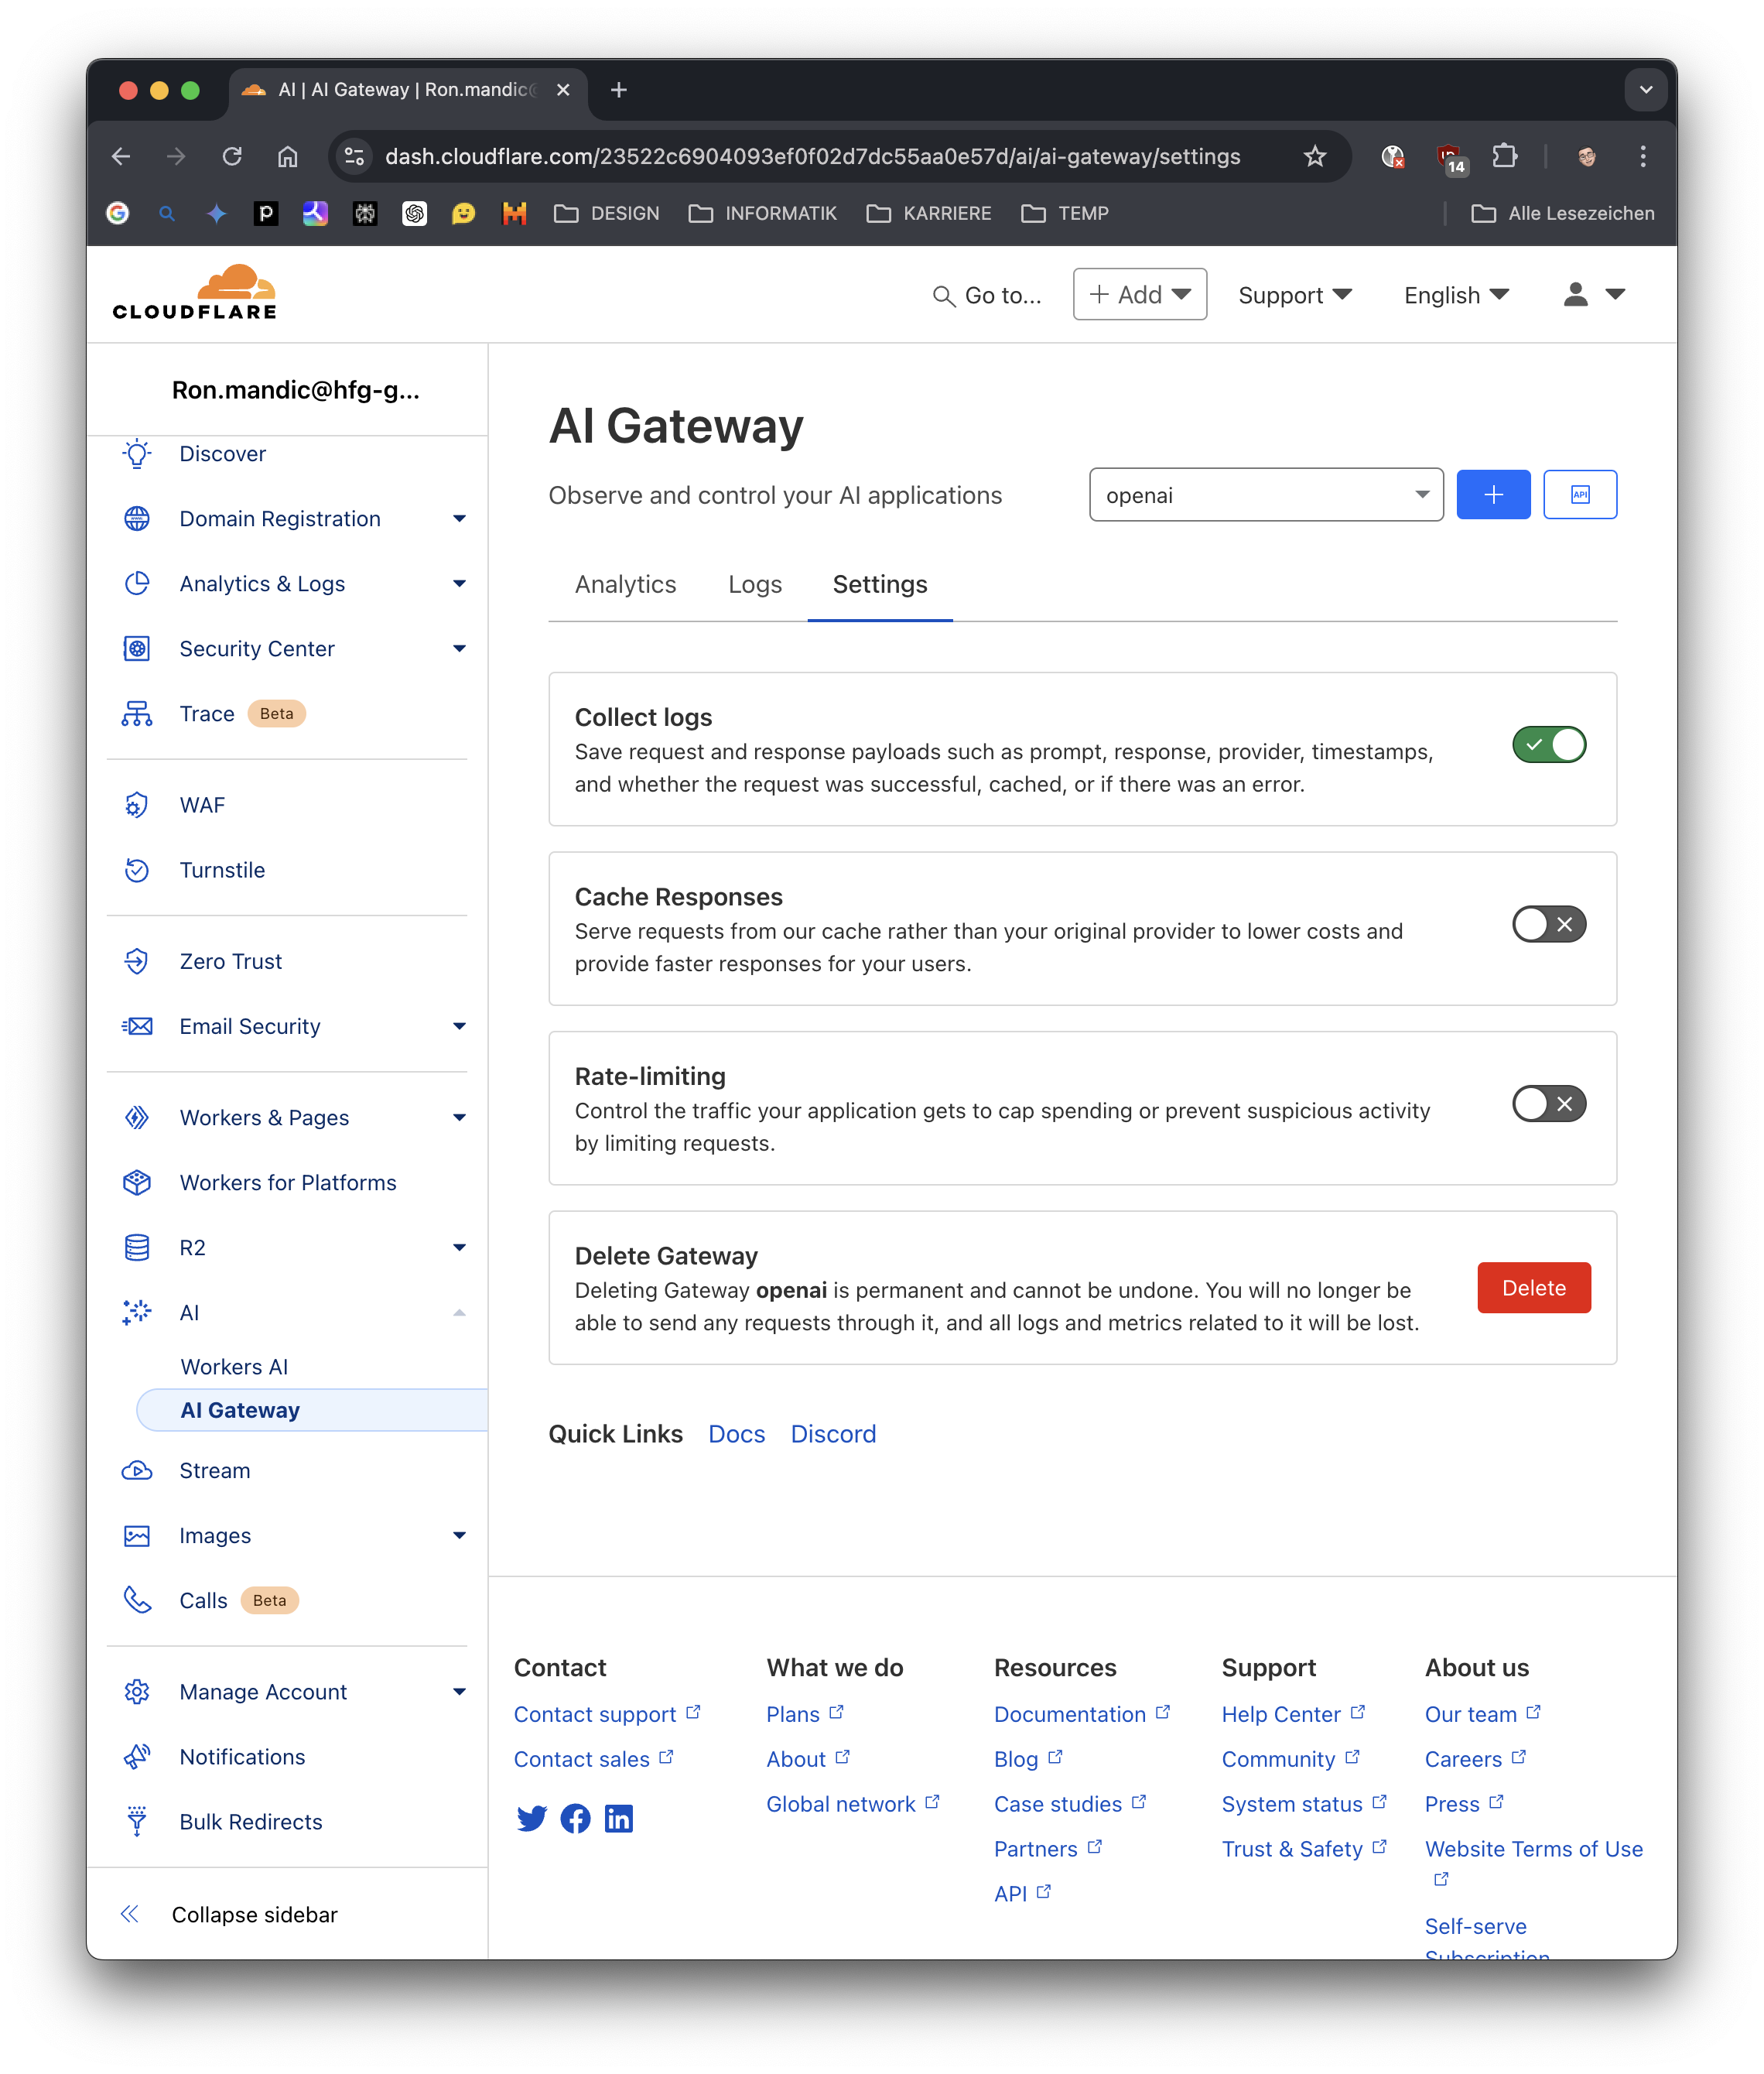 AI | AI Gateway | Ron.mandic@
dash.cloudflare.com/23522c6904093ef0f02d7dc55aa0e57d/ai/ai-gateway/settings
14
DESIGN
INFORMATIK
KARRIERE
TEMP
Alle Lesezeichen
CLOUDFLARE
Go to...
Add
Support
English
Ron.mandic@hfg-g...
Discover
Domain Registration
Analytics & Logs
Security Center
Trace Beta
WAF
Turnstile
Zero Trust
Email Security
Workers & Pages
Workers for Platforms
R2
AI
Workers AI
AI Gateway
Stream
Images
Calls Beta
Manage Account
Notifications
Bulk Redirects
Collapse sidebar
AI Gateway
Observe and control your AI applications
openai
API
Analytics
Logs
Settings
Collect logs
Save request and response payloads such as prompt, response, provider, timestamps,
and whether the request was successful, cached, or if there was an error.
Cache Responses
Serve requests from our cache rather than your original provider to lower costs and
provide faster responses for your users.
Rate-limiting
Control the traffic your application gets to cap spending or prevent suspicious activity
by limiting requests.
Delete Gateway
Deleting Gateway openai is permanent and cannot be undone. You will no longer be
able to send any requests through it, and all logs and metrics related to it will be lost.
Delete
Quick Links Docs Discord
Contact
Contact support
Contact sales
What we do
Plans
About
Global network
Resources
Documentation
Blog
Case studies
Partners
API
Support
Help Center
Community
System status
Trust & Safety
About us
Our team
Careers
Press
Website Terms of Use
Self-serve
Subscription